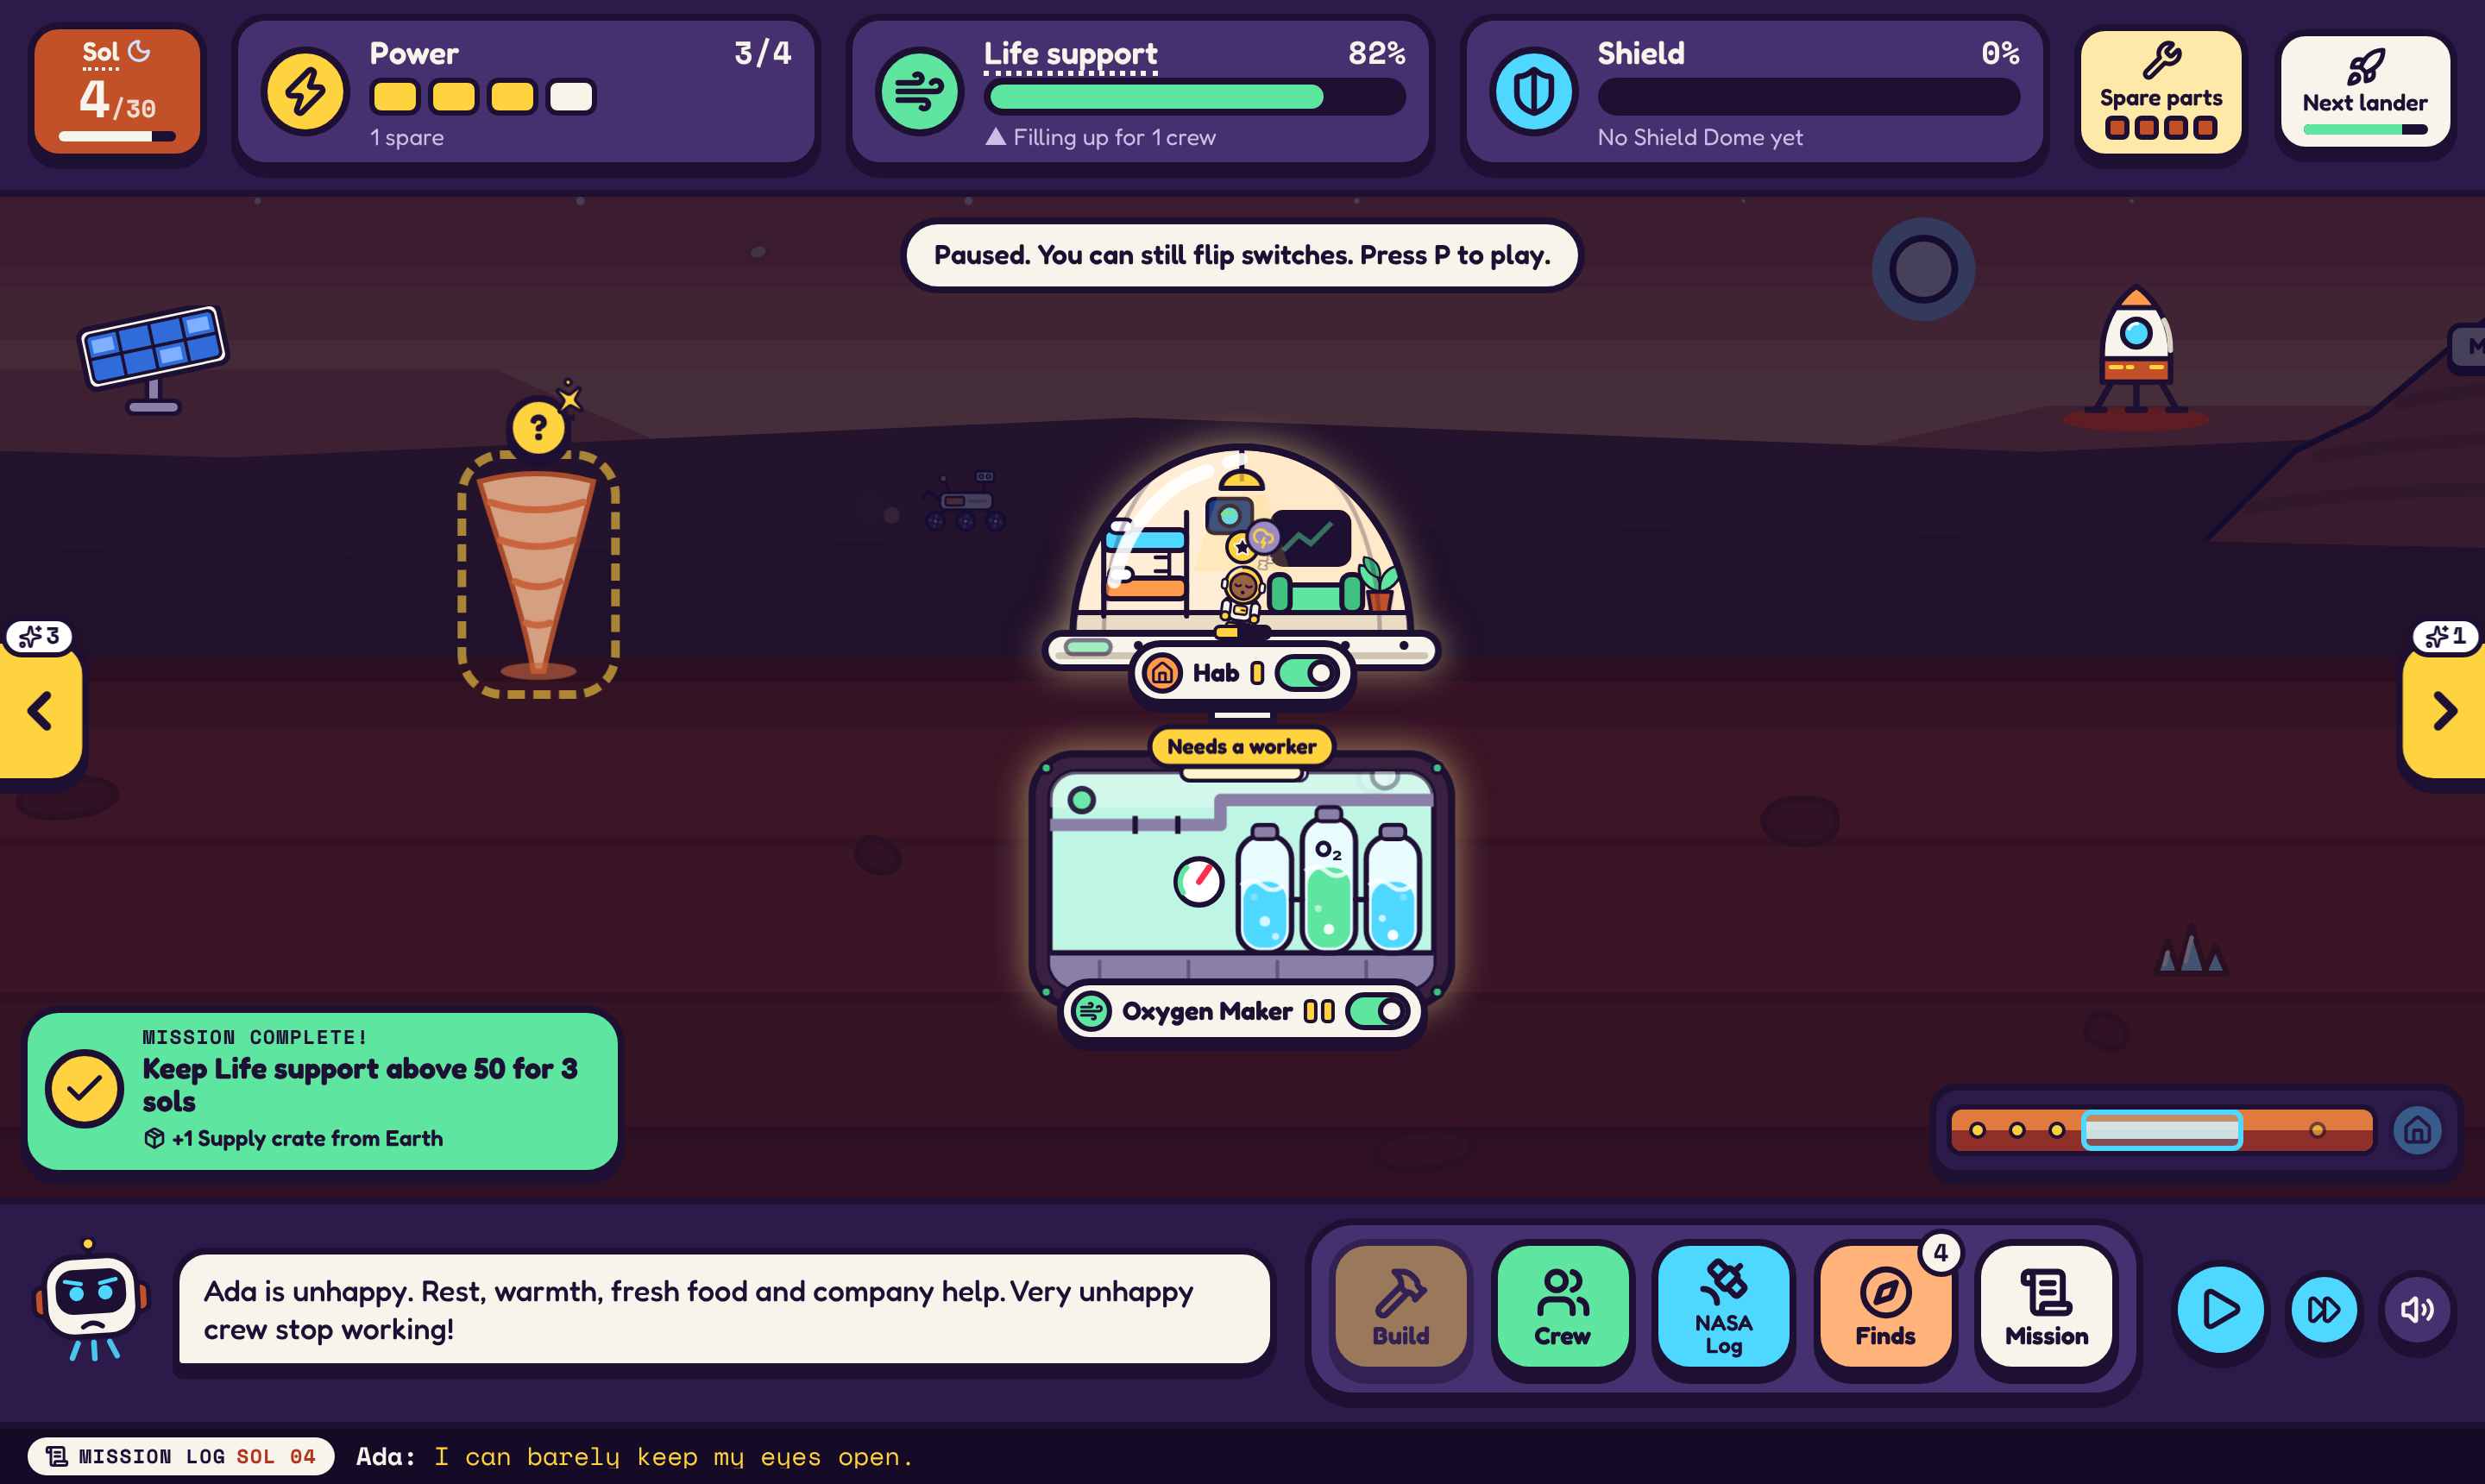 Sol
4/30
Power 3/4
1 spare
Life support 82%
Filling up for 1 crew
Shield 0%
No Shield Dome yet
Spare parts
Next lander
Paused. You can still flip switches. Press P to play.
?
3
1
Hab
Needs a worker
O₂
Oxygen Maker
MISSION COMPLETE!
Keep Life support above 50 for 3
sols
+1 Supply crate from Earth
Ada is unhappy. Rest, warmth, fresh food and company help. Very unhappy
crew stop working!
Build
Crew
NASA
Log
4
Finds
Mission
MISSION LOG SOL 04 Ada: I can barely keep my eyes open.